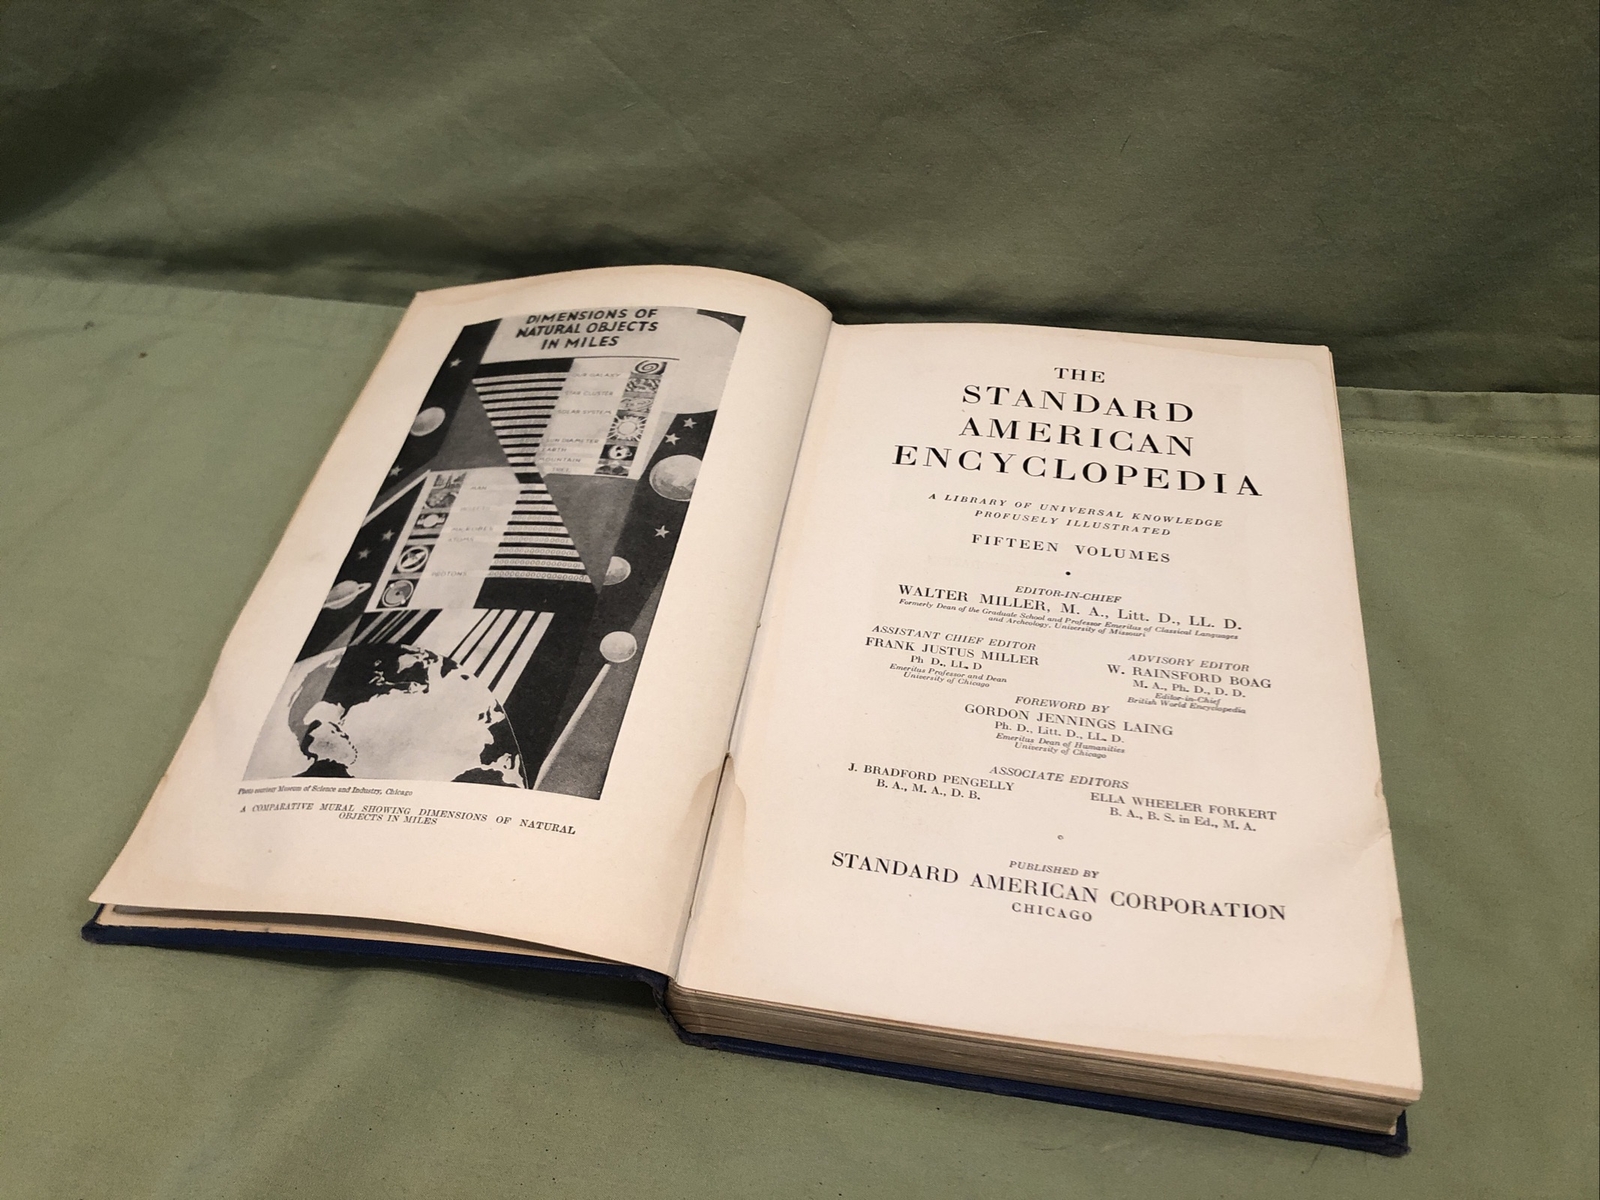 DIMENSIONS OF
NATURAL OBJECTS
IN MILES
OUR GALAXY
STAR CLUSTER
SOLAR SYSTEM
SUN DIAMETER
EARTH
MOUNTAIN
TREE
MAN
MOLECULES
ATOMS
PROTONS
Photo courtesy Museum of Science and Industry, Chicago
A COMPARATIVE MURAL SHOWING DIMENSIONS OF NATURAL
OBJECTS IN MILES
THE
STANDARD
AMERICAN
ENCYCLOPEDIA
A LIBRARY OF UNIVERSAL KNOWLEDGE
PROFUSELY ILLUSTRATED
FIFTEEN VOLUMES
EDITOR-IN-CHIEF
WALTER MILLER, M. A., Litt. D., LL. D.
Formerly Dean of the Graduate School and Professor Emeritus of Classical Languages
and Archeology, University of Missouri
ASSISTANT CHIEF EDITOR
FRANK JUSTUS MILLER
Ph D., LL. D
Emeritus Professor and Dean
University of Chicago
ADVISORY EDITOR
W. RAINSFORD BOAG
M. A., Ph. D., D. D.
Editor-in-Chief
British World Encyclopedia
FOREWORD BY
GORDON JENNINGS LAING
Ph. D., Litt. D., LL. D.
Emeritus Dean of Humanities
University of Chicago
ASSOCIATE EDITORS
J. BRADFORD PENGELLY
B. A., M. A., D. B.
ELLA WHEELER FORKERT
B. A., B. S. in Ed., M. A.
PUBLISHED BY
STANDARD AMERICAN CORPORATION
CHICAGO